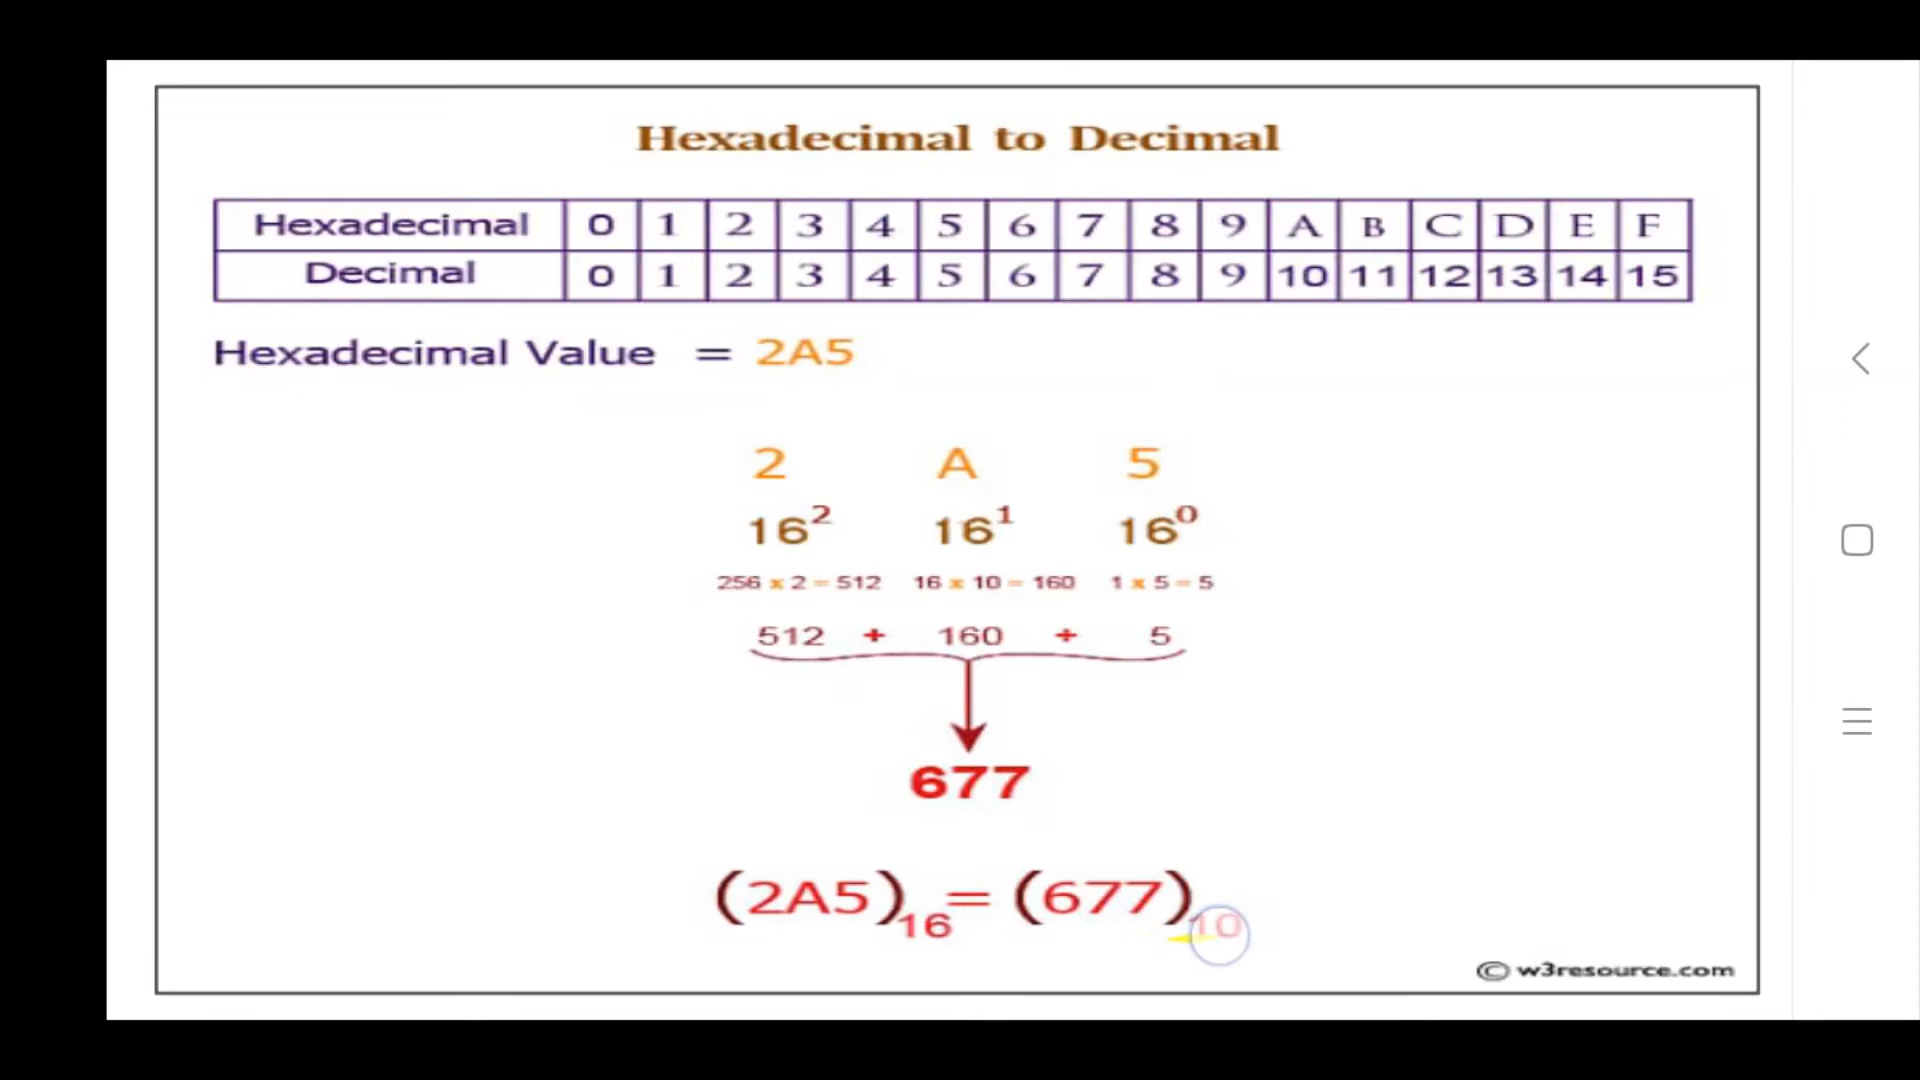 Hexadecimal to Decimal
Hexadecimal 0 1 2 3 4 5 6 7 8 9 A B C D E F
Decimal 0 1 2 3 4 5 6 7 8 9 10 11 12 13 14 15
Hexadecimal Value = 2A5
2 A 5
16² 16¹ 16⁰
256 x 2 = 512 16 x 10 = 160 1 x 5 = 5
512 + 160 + 5
677
(2A5)₁₆ = (677)₁₀
© w3resource.com